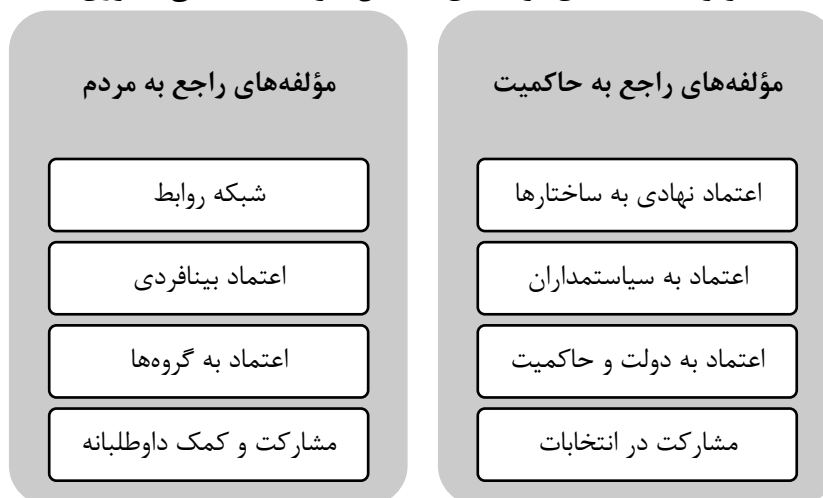 مؤلفه‌های راجع به حاکمیت
اعتماد نهادی به ساختارها
اعتماد به سیاستمداران
اعتماد به دولت و حاکمیت
مشارکت در انتخابات
مؤلفه‌های راجع به مردم
شبکه روابط
اعتماد بینافردی
اعتماد به گروه‌ها
مشارکت و کمک داوطلبانه